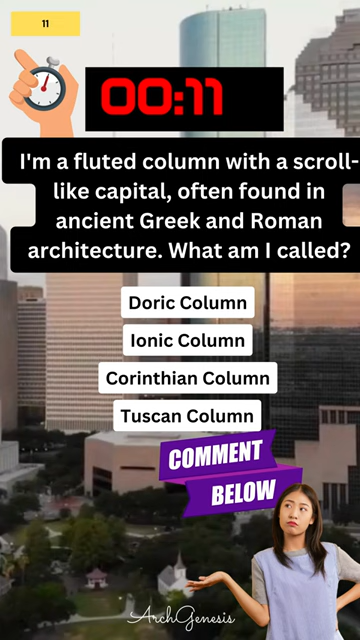 11
00:11
I'm a fluted column with a scroll-
like capital, often found in
ancient Greek and Roman
architecture. What am I called?
Doric Column
Ionic Column
Corinthian Column
Tuscan Column
COMMENT
BELOW
ArchGenesis